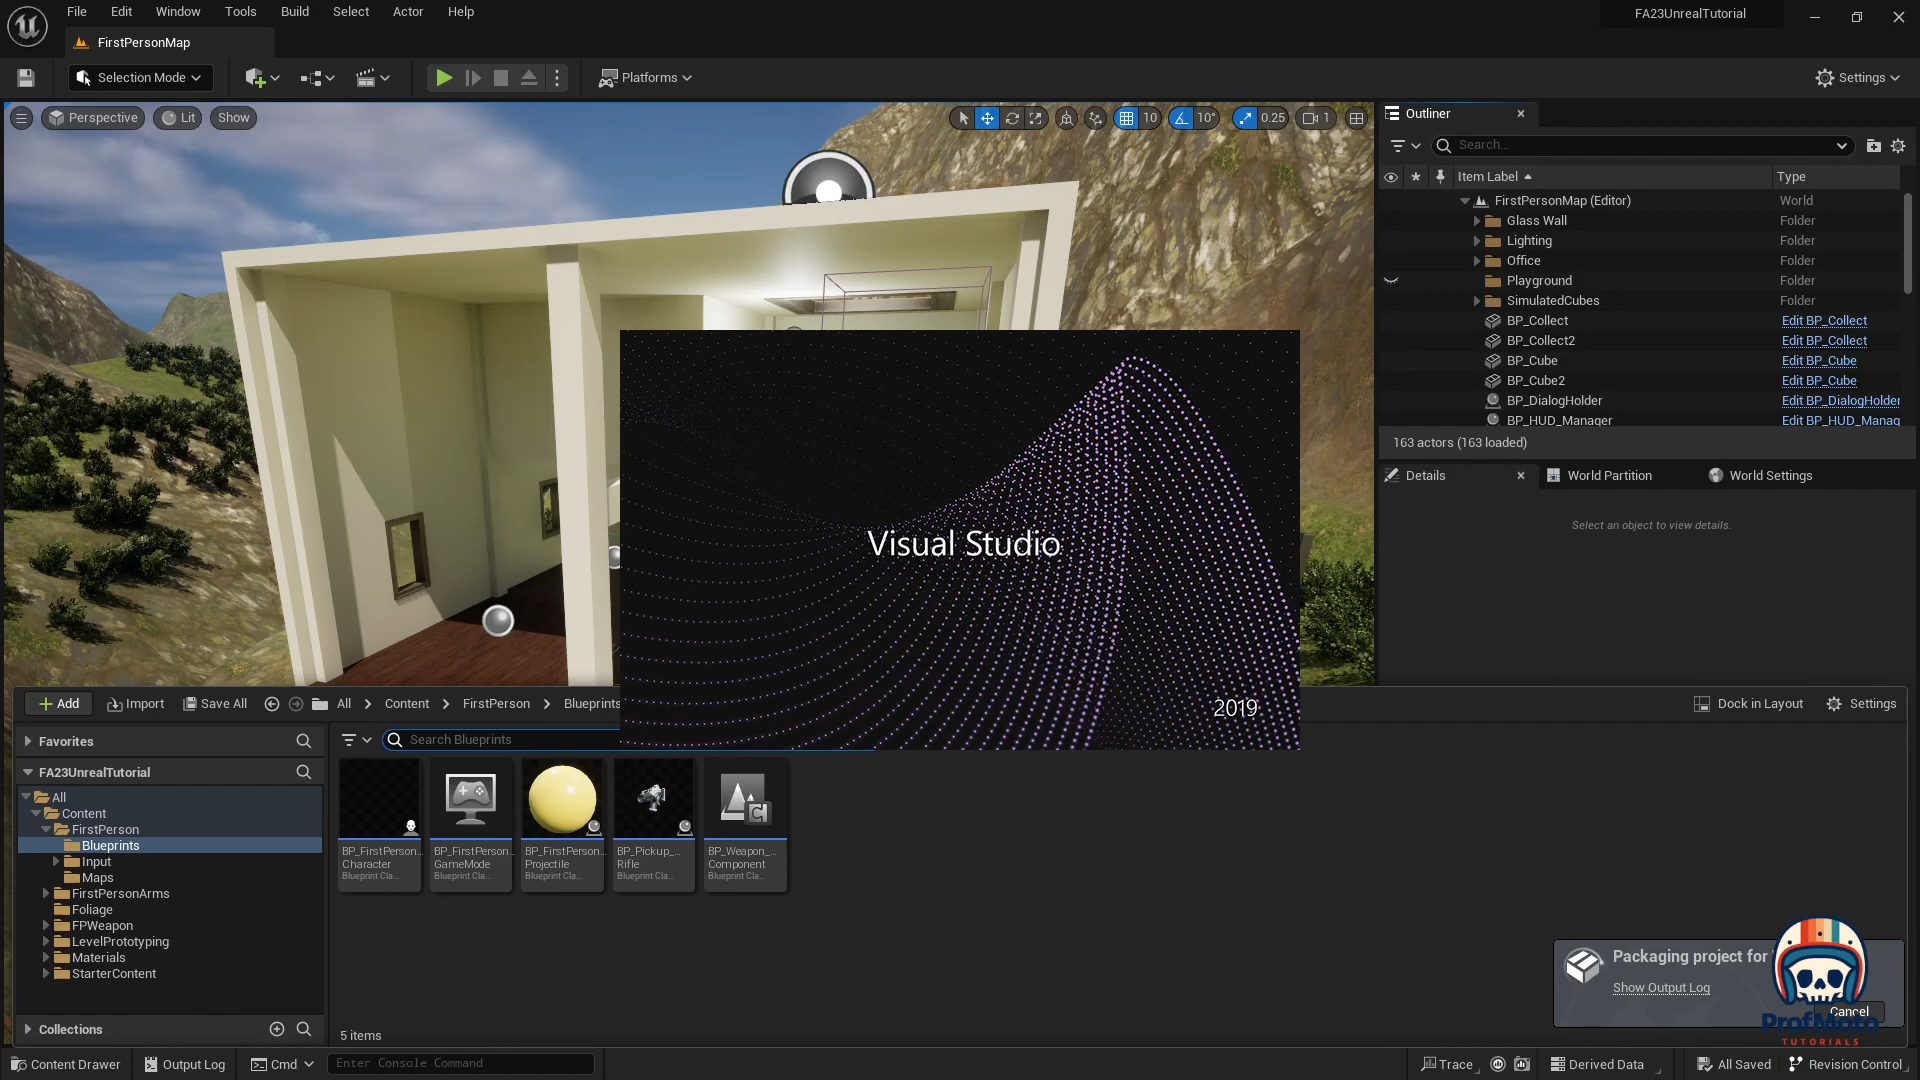 File Edit Window Tools Build Select Actor Help
FA23UnrealTutorial
FirstPersonMap
Selection Mode
Platforms
Settings
Perspective
Lit
Show
10
10°
0.25
1
Outliner
Search...
Item Label
Type
FirstPersonMap (Editor) World
Glass Wall Folder
Lighting Folder
Office Folder
Playground Folder
SimulatedCubes Folder
BP_Collect Edit BP_Collect
BP_Collect2 Edit BP_Collect
BP_Cube Edit BP_Cube
BP_Cube2 Edit BP_Cube
BP_DialogHolder Edit BP_DialogHolder
BP_HUD_Manager Edit BP_HUD_Manag
163 actors (163 loaded)
Details
World Partition
World Settings
Select an object to view details.
Visual Studio
2019
Add
Import
Save All
All
Content
FirstPerson
Blueprints
Dock in Layout
Settings
Favorites
Search Blueprints
FA23UnrealTutorial
All
Content
FirstPerson
Blueprints
Input
Maps
FirstPersonArms
Foliage
FPWeapon
LevelPrototyping
Materials
StarterContent
Collections
BP_FirstPerson...
Character
Blueprint Cla...
BP_FirstPerson...
GameMode
Blueprint Cla...
BP_FirstPerson...
Projectile
Blueprint Cla...
BP_Pickup_...
Rifle
Blueprint Cla...
BP_Weapon_...
Component
Blueprint Cla...
5 items
Packaging project for
Show Output Log
Cancel
ProfMoto
TUTORIALS
Content Drawer
Output Log
Cmd
Enter Console Command
Trace
Derived Data
All Saved
Revision Control